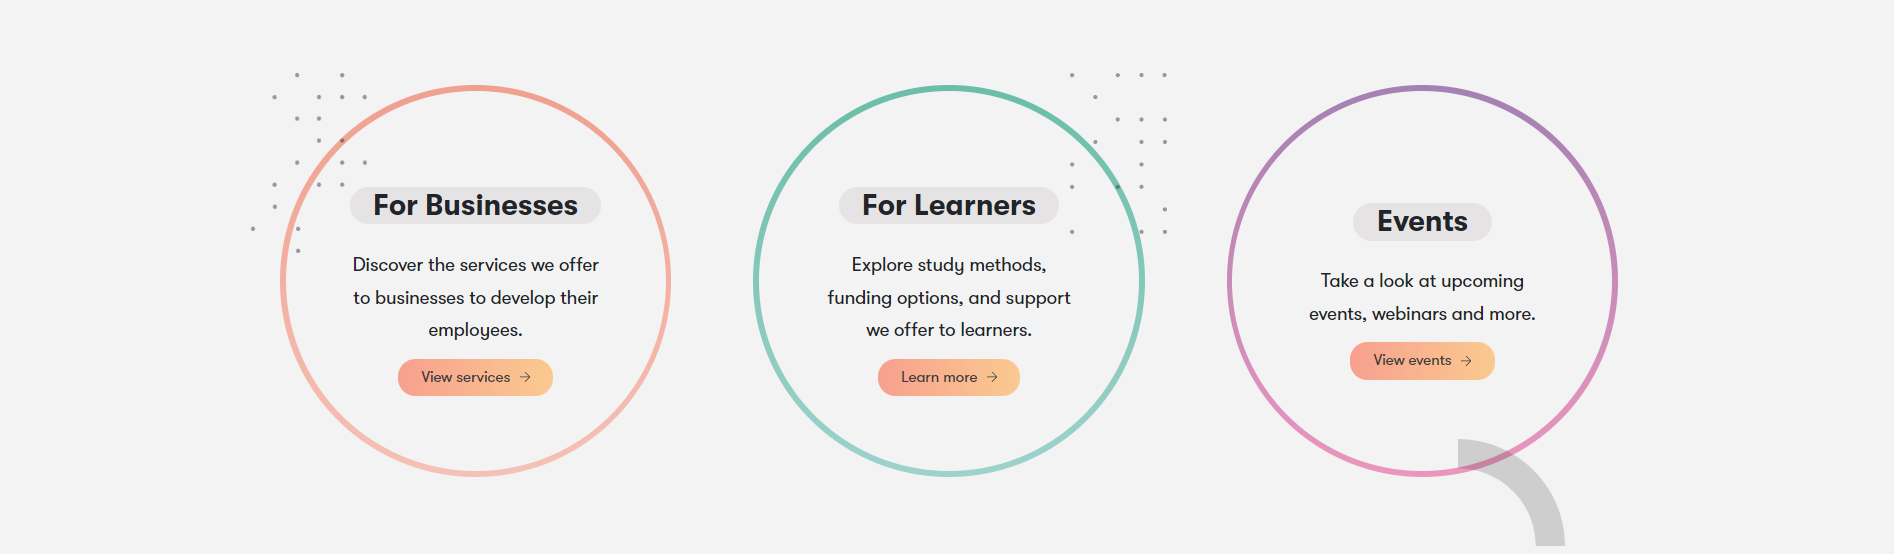 For Businesses
Discover the services we offer
to businesses to develop their
employees.
View services →
For Learners
Explore study methods,
funding options, and support
we offer to learners.
Learn more →
Events
Take a look at upcoming
events, webinars and more.
View events →